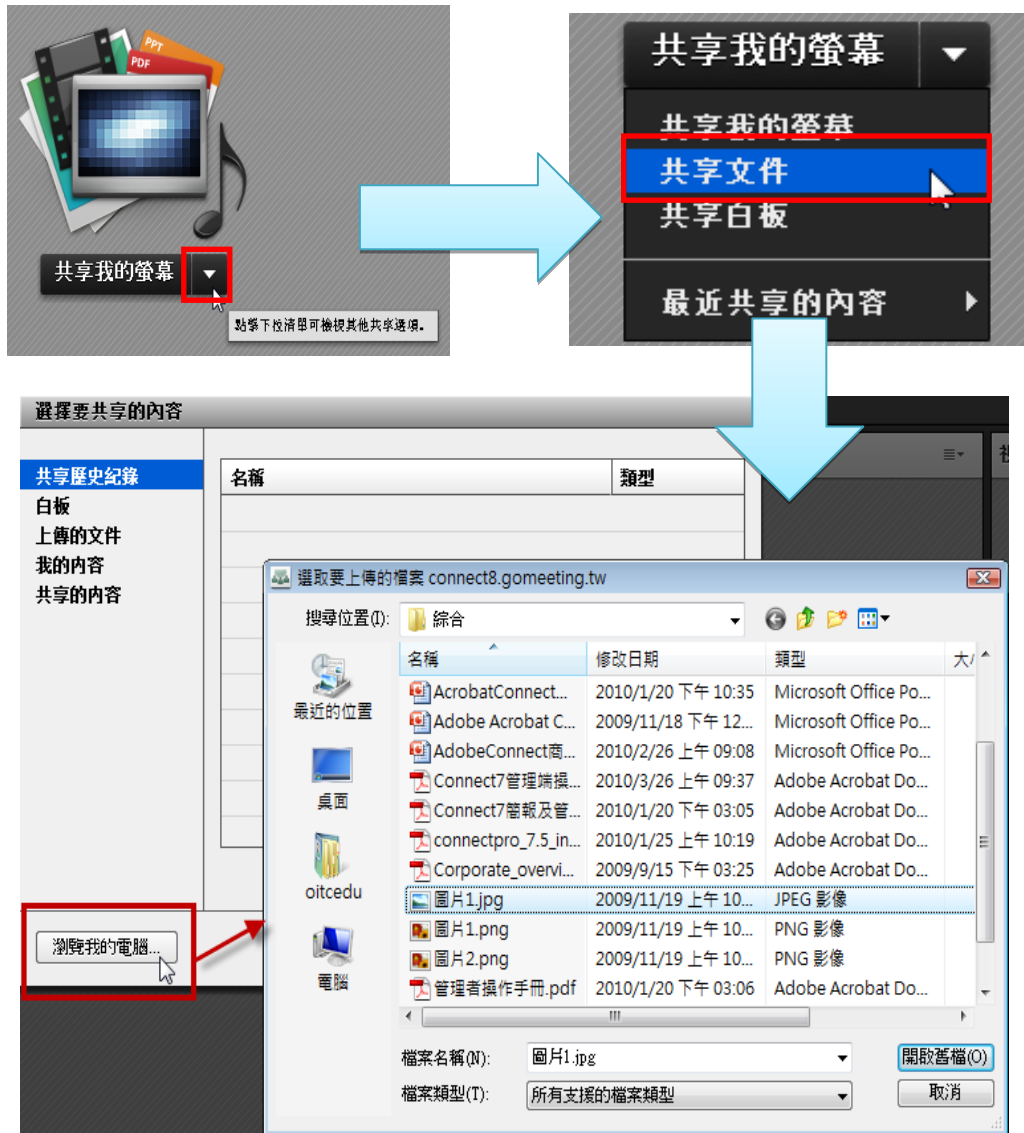 PPT
PDF
共享我的螢幕
點擊下拉清單可檢視其他共享選項。
共享我的螢幕
共享我的螢幕
共享文件
共享白板
最近共享的內容
選擇要共享的內容
共享歷史紀錄
白板
上傳的文件
我的內容
共享的內容
名稱 類型
選取要上傳的檔案 connect8.gomeeting.tw
搜尋位置(I): 綜合
最近的位置
桌面
oitcedu
電腦
名稱 修改日期 類型
AcrobatConnect... 2010/1/20 下午 10:35 Microsoft Office Po...
Adobe Acrobat C... 2009/11/18 下午 12... Microsoft Office Po...
AdobeConnect商... 2010/2/26 上午 09:08 Microsoft Office Po...
Connect7管理端操... 2010/3/26 上午 09:37 Adobe Acrobat Do...
Connect7簡報及管... 2010/1/20 下午 03:05 Adobe Acrobat Do...
connectpro_7.5_in... 2010/1/25 上午 10:19 Adobe Acrobat Do...
Corporate_overvi... 2009/9/15 下午 03:25 Adobe Acrobat Do...
圖片1.jpg 2009/11/19 上午 10... JPEG 影像
圖片1.png 2009/11/19 上午 10... PNG 影像
圖片2.png 2009/11/19 上午 10... PNG 影像
管理者操作手冊.pdf 2010/1/20 下午 03:06 Adobe Acrobat Do...
瀏覽我的電腦...
檔案名稱(N): 圖片1.jpg 開啟舊檔(O)
檔案類型(T): 所有支援的檔案類型 取消